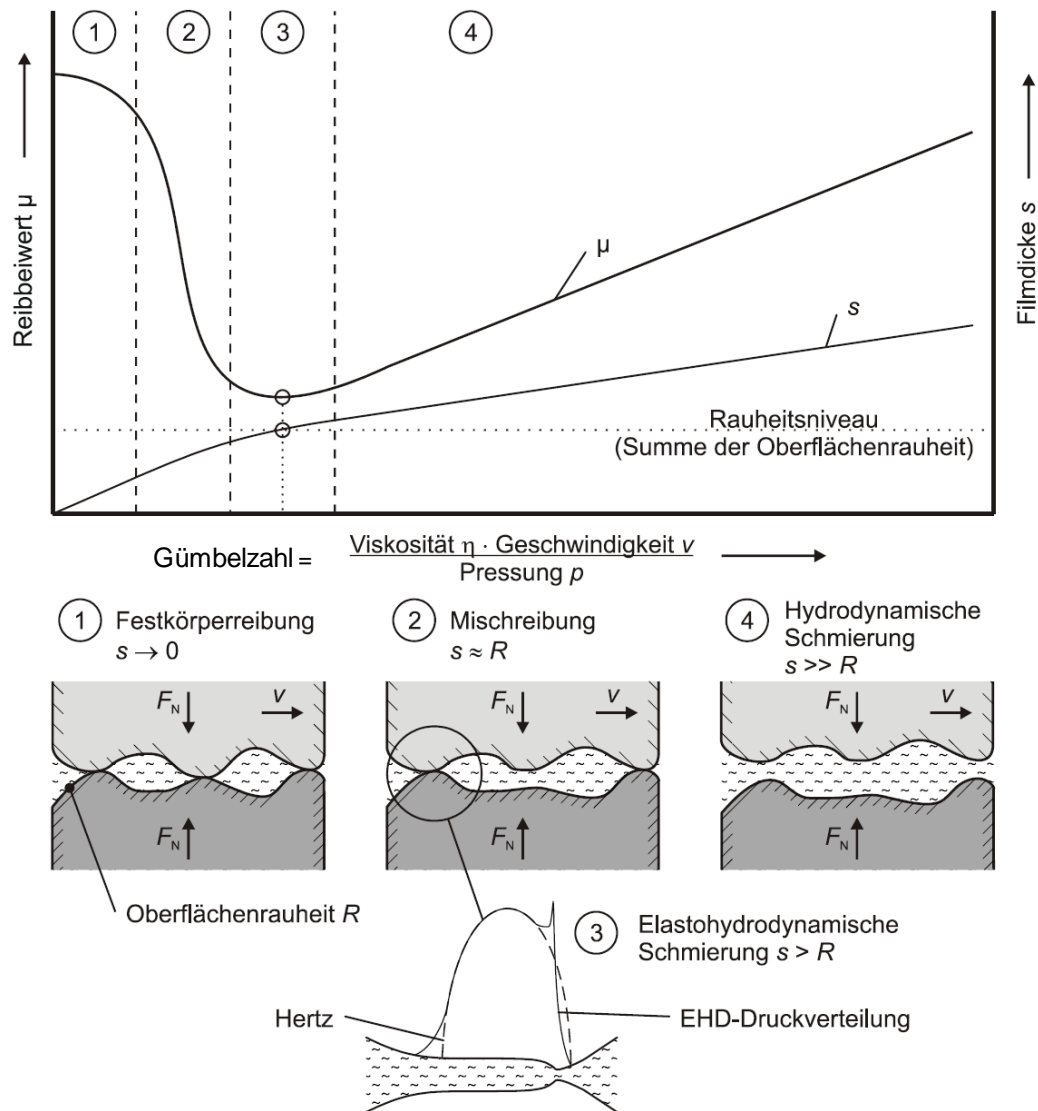 1
2
3
4
Reibbeiwert µ
Filmdicke s
µ
s
Rauheitsniveau
(Summe der Oberflächenrauheit)
Gümbelzahl = Viskosität η · Geschwindigkeit v
Pressung p
1 Festkörperreibung
s → 0
2 Mischreibung
s ≈ R
4 Hydrodynamische
Schmierung
s >> R
F_N
v
F_N
v
F_N
v
F_N
F_N
F_N
Oberflächenrauheit R
3 Elastohydrodynamische
Schmierung s > R
Hertz
EHD-Druckverteilung